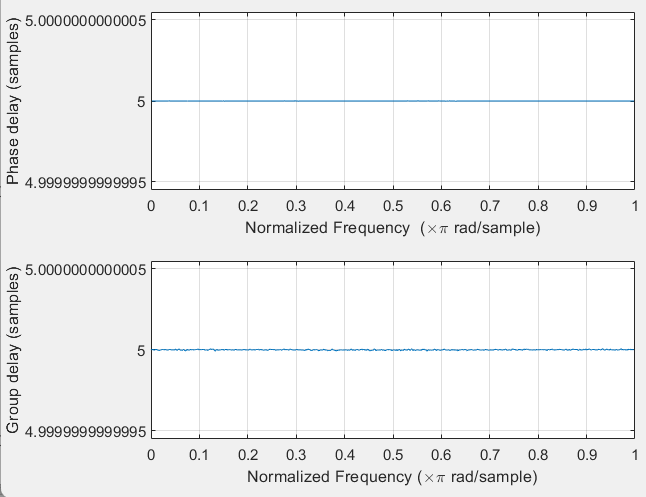 Phase delay (samples)
5.0000000000005
5
4.9999999999995
0 0.1 0.2 0.3 0.4 0.5 0.6 0.7 0.8 0.9 1
Normalized Frequency (×π rad/sample)
Group delay (samples)
5.0000000000005
5
4.9999999999995
0 0.1 0.2 0.3 0.4 0.5 0.6 0.7 0.8 0.9 1
Normalized Frequency (×π rad/sample)